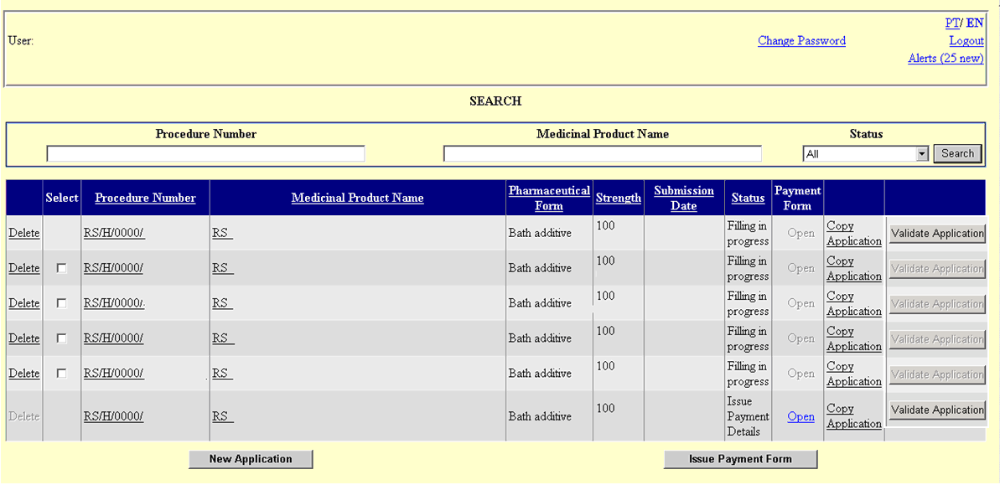 PT/ EN
User:
Change Password
Logout
Alerts (25 new)
SEARCH
Procedure Number
Medicinal Product Name
Status
All
Search
Select
Procedure Number
Medicinal Product Name
Pharmaceutical
Form
Strength
Submission
Date
Status
Payment
Form
Delete
RS/H/0000/
RS
Bath additive
100
Filling in
progress
Open
Copy
Application
Validate Application
Delete
RS/H/0000/
RS
Bath additive
100
Filling in
progress
Open
Copy
Application
Validate Application
Delete
RS/H/0000/
RS
Bath additive
100
Filling in
progress
Open
Copy
Application
Validate Application
Delete
RS/H/0000/
RS
Bath additive
100
Filling in
progress
Open
Copy
Application
Validate Application
Delete
RS/H/0000/
RS
Bath additive
100
Filling in
progress
Open
Copy
Application
Validate Application
Delete
RS/H/0000/
RS
Bath additive
100
Issue
Payment
Details
Open
Copy
Application
Validate Application
New Application
Issue Payment Form